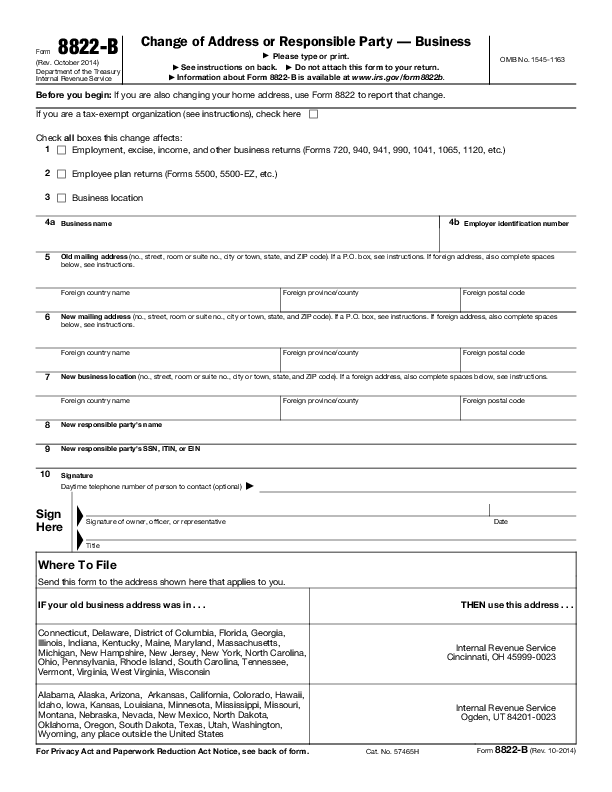 Form 8822-B
(Rev. October 2014)
Department of the Treasury
Internal Revenue Service
Change of Address or Responsible Party — Business
▶ Please type or print.
▶ See instructions on back. ▶ Do not attach this form to your return.
▶ Information about Form 8822-B is available at www.irs.gov/form8822b.
OMB No. 1545-1163
Before you begin: If you are also changing your home address, use Form 8822 to report that change.
If you are a tax-exempt organization (see instructions), check here
Check all boxes this change affects:
1 Employment, excise, income, and other business returns (Forms 720, 940, 941, 990, 1041, 1065, 1120, etc.)
2 Employee plan returns (Forms 5500, 5500-EZ, etc.)
3 Business location
4a Business name
4b Employer identification number
5 Old mailing address (no., street, room or suite no., city or town, state, and ZIP code). If a P.O. box, see instructions. If foreign address, also complete spaces
below, see instructions.
Foreign country name Foreign province/county Foreign postal code
6 New mailing address (no., street, room or suite no., city or town, state, and ZIP code). If a P.O. box, see instructions. If foreign address, also complete spaces
below, see instructions.
Foreign country name Foreign province/county Foreign postal code
7 New business location (no., street, room or suite no., city or town, state, and ZIP code). If a foreign address, also complete spaces below, see instructions.
Foreign country name Foreign province/county Foreign postal code
8 New responsible party's name
9 New responsible party's SSN, ITIN, or EIN
10 Signature
Daytime telephone number of person to contact (optional) ▶
Sign
Here
Signature of owner, officer, or representative Date
Title
Where To File
Send this form to the address shown here that applies to you.
IF your old business address was in . . . THEN use this address . . .
Connecticut, Delaware, District of Columbia, Florida, Georgia,
Illinois, Indiana, Kentucky, Maine, Maryland, Massachusetts,
Michigan, New Hampshire, New Jersey, New York, North Carolina,
Ohio, Pennsylvania, Rhode Island, South Carolina, Tennessee,
Vermont, Virginia, West Virginia, Wisconsin
Internal Revenue Service
Cincinnati, OH 45999-0023
Alabama, Alaska, Arizona, Arkansas, California, Colorado, Hawaii,
Idaho, Iowa, Kansas, Louisiana, Minnesota, Mississippi, Missouri,
Montana, Nebraska, Nevada, New Mexico, North Dakota,
Oklahoma, Oregon, South Dakota, Texas, Utah, Washington,
Wyoming, any place outside the United States
Internal Revenue Service
Ogden, UT 84201-0023
For Privacy Act and Paperwork Reduction Act Notice, see back of form. Cat. No. 57465H Form 8822-B (Rev. 10-2014)